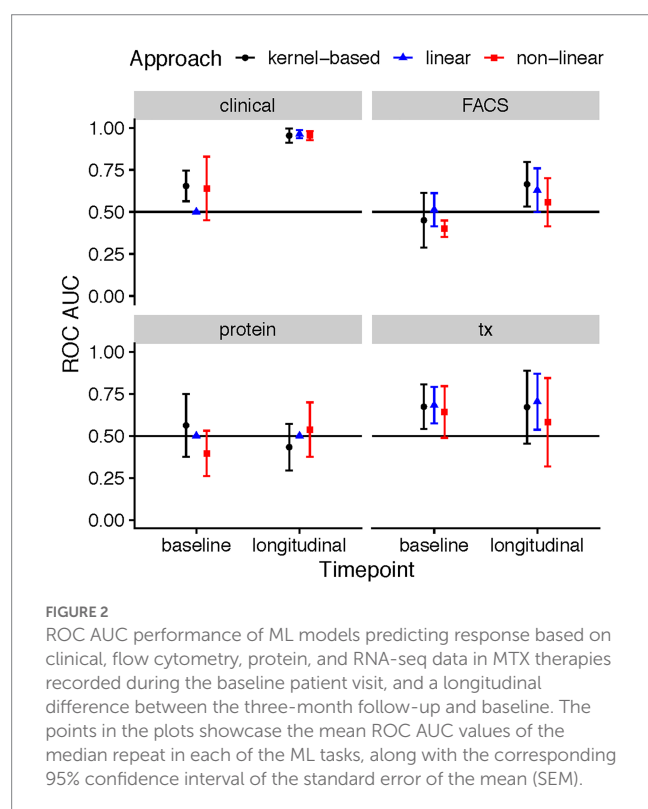 Approach kernel−based linear non−linear
clinical FACS
1.00
0.75
0.50
0.25
0.00
protein tx
1.00
0.75
0.50
0.25
0.00
ROC AUC
baseline longitudinal baseline longitudinal
Timepoint
FIGURE 2
ROC AUC performance of ML models predicting response based on
clinical, flow cytometry, protein, and RNA-seq data in MTX therapies
recorded during the baseline patient visit, and a longitudinal
difference between the three-month follow-up and baseline. The
points in the plots showcase the mean ROC AUC values of the
median repeat in each of the ML tasks, along with the corresponding
95% confidence interval of the standard error of the mean (SEM).